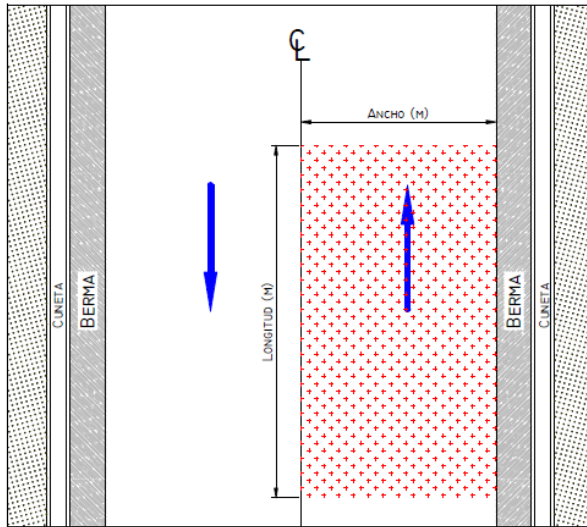 CL
ANCHO (M)
LONGITUD (M)
CUNETA
BERMA
BERMA
CUNETA